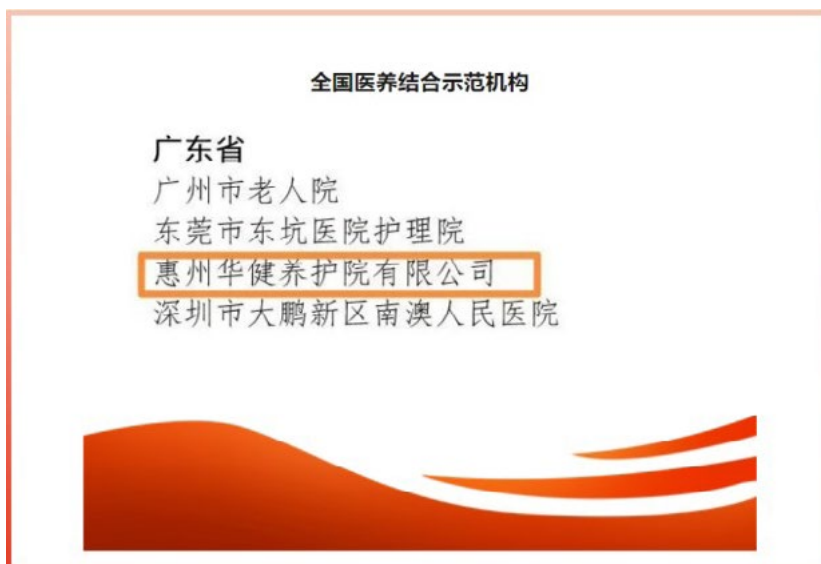 全国医养结合示范机构
广东省
广州市老人院
东莞市东坑医院护理院
惠州华健养护院有限公司
深圳市大鹏新区南澳人民医院